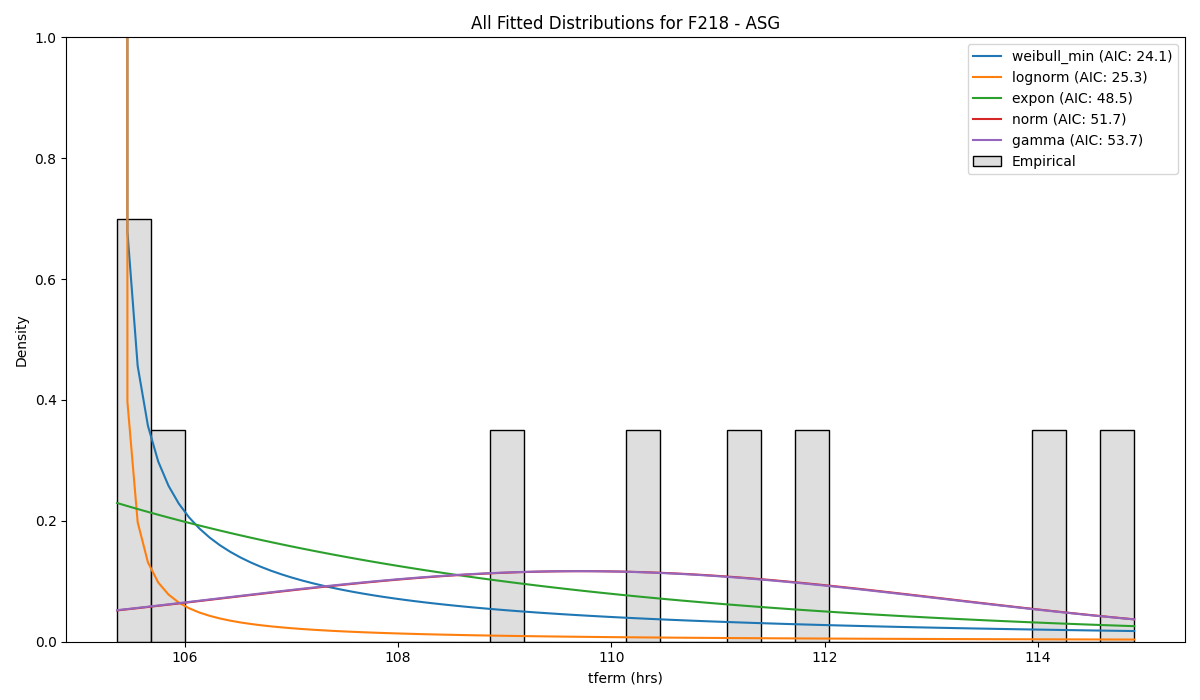 All Fitted Distributions for F218 - ASG
weibull_min (AIC: 24.1)
lognorm (AIC: 25.3)
expon (AIC: 48.5)
norm (AIC: 51.7)
gamma (AIC: 53.7)
Empirical
Density
1.0
0.8
0.6
0.4
0.2
0.0
106 108 110 112 114
tferm (hrs)